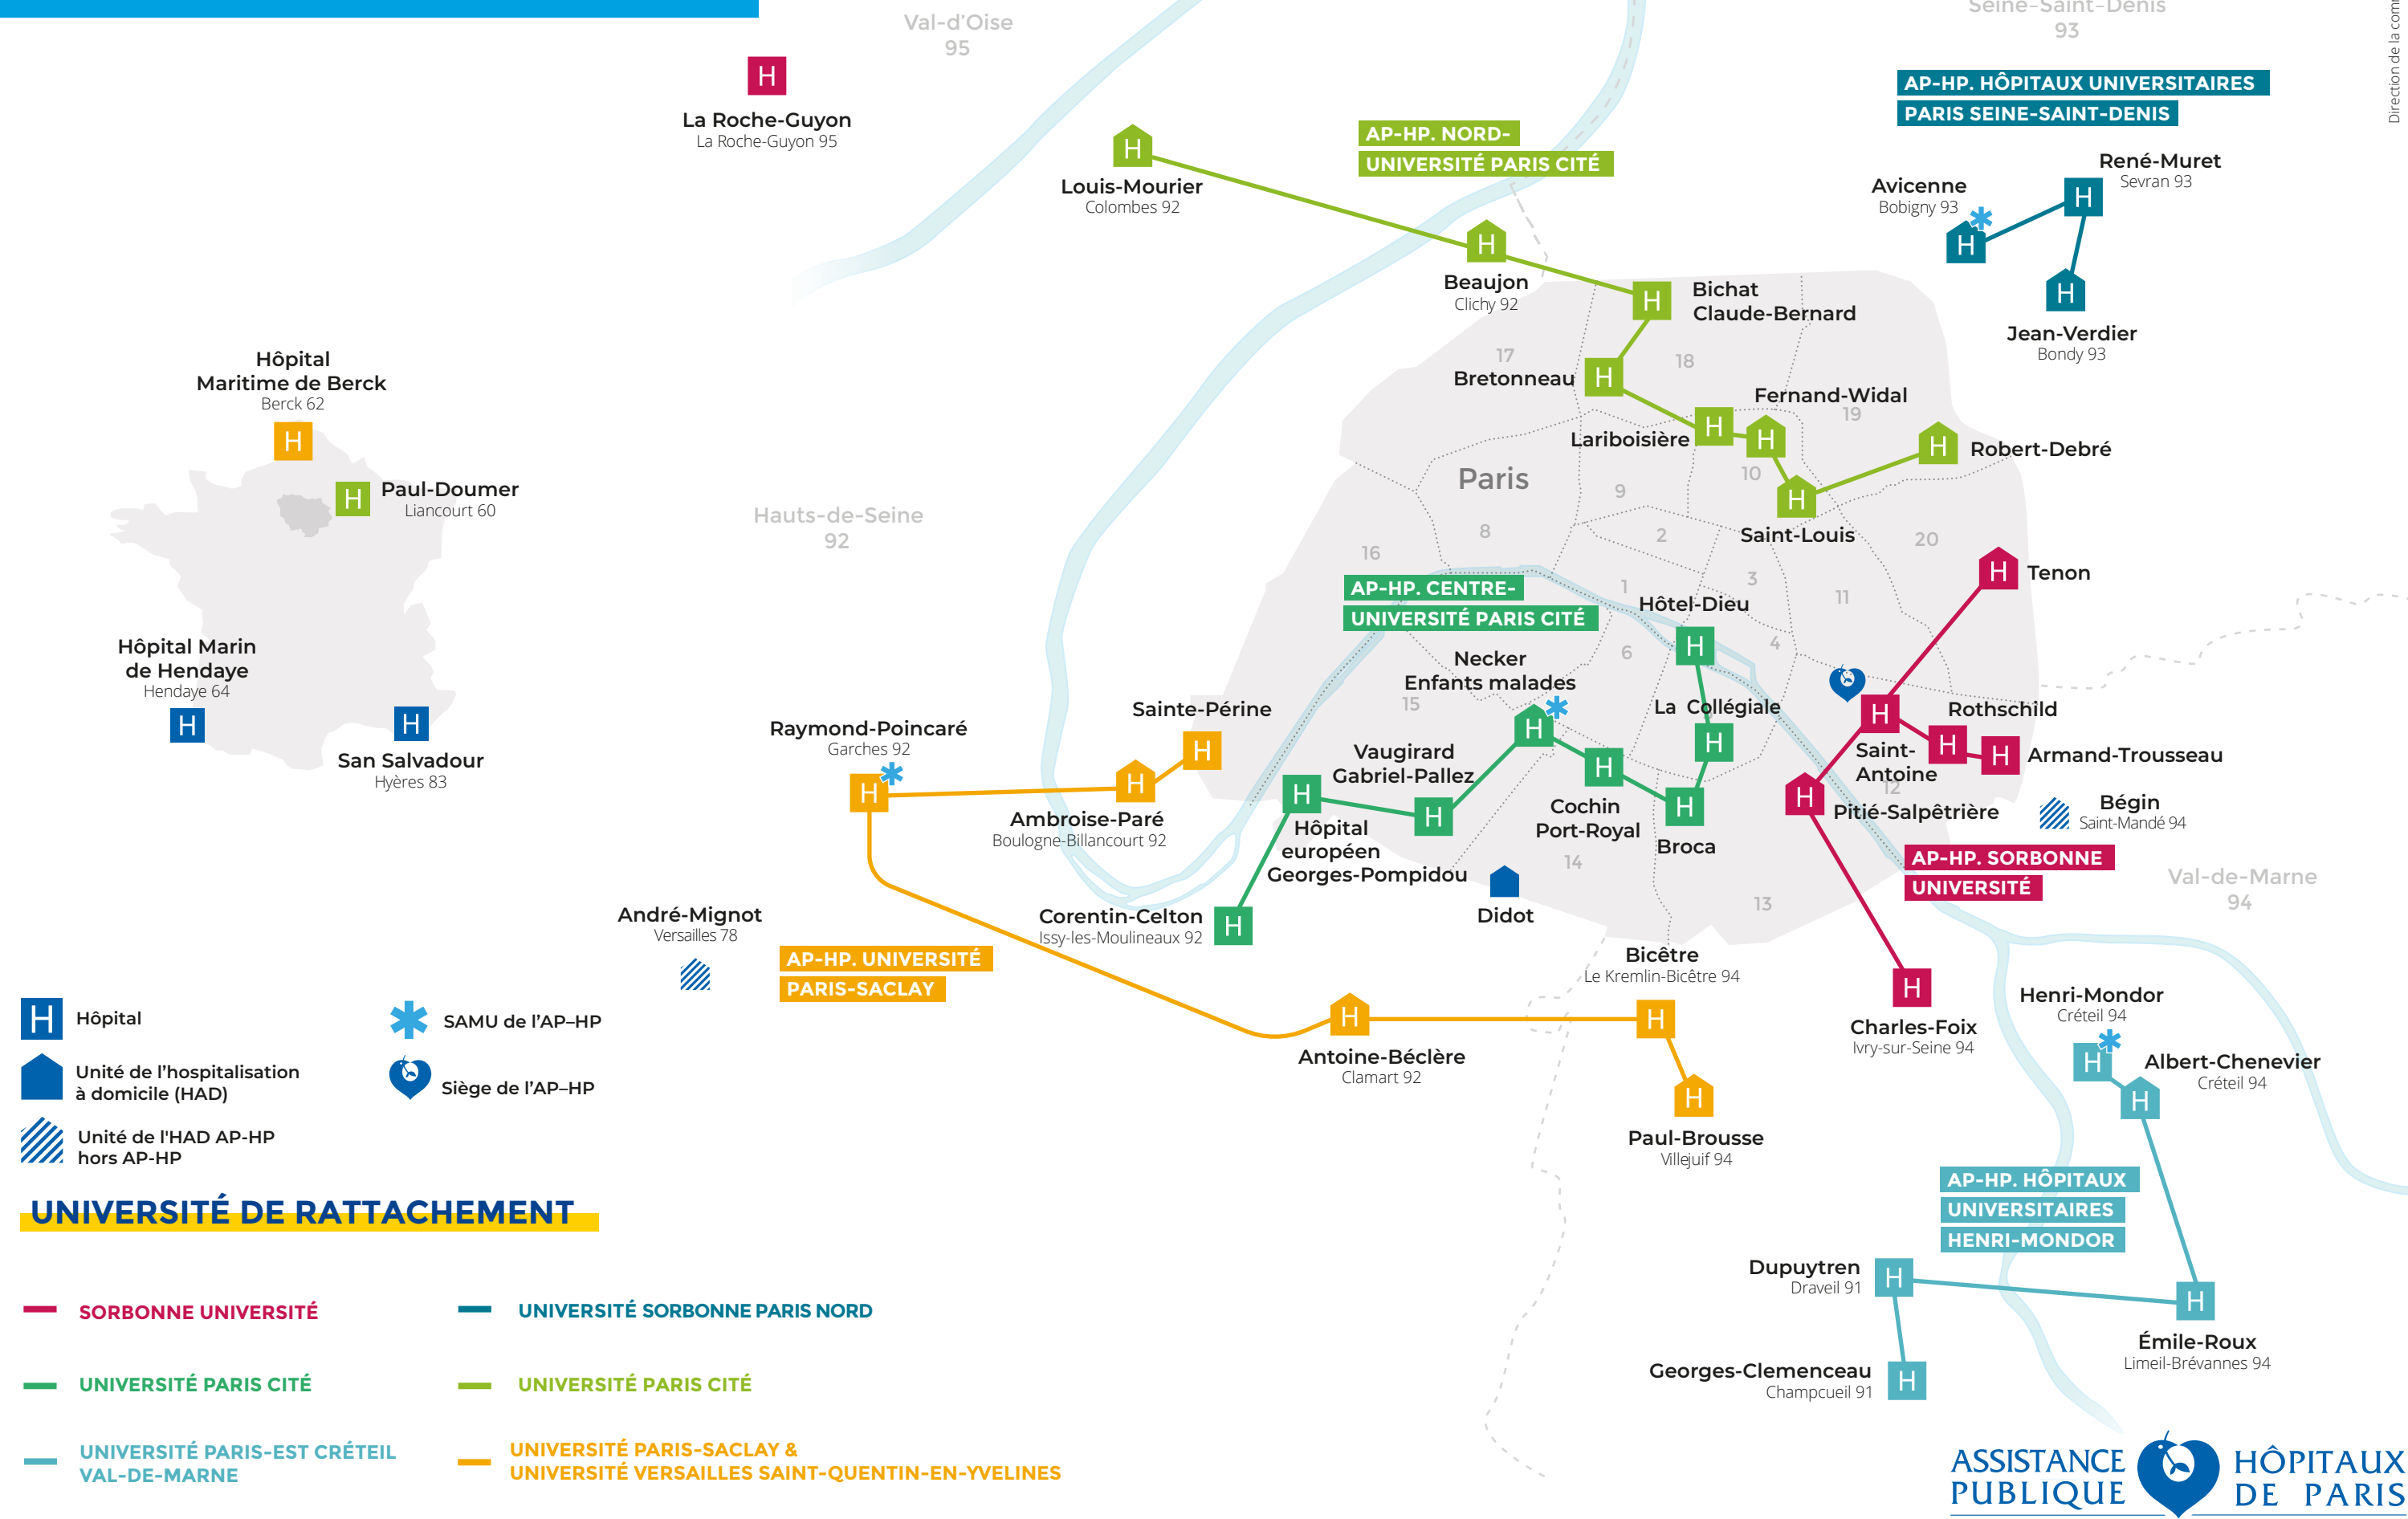 Val-d'Oise
95
Seine-Saint-Denis
93
Direction de la com
H
La Roche-Guyon
La Roche-Guyon 95
AP-HP. HÔPITAUX UNIVERSITAIRES
PARIS SEINE-SAINT-DENIS
AP-HP. NORD-
UNIVERSITÉ PARIS CITÉ
H
Louis-Mourier
Colombes 92
René-Muret
Sevran 93
H
Avicenne
Bobigny 93
H
H
Jean-Verdier
Bondy 93
H
Beaujon
Clichy 92
H
Bichat
Claude-Bernard
17
18
Bretonneau
H
Fernand-Widal
19
Lariboisière
H
H
H
Robert-Debré
Paris
9
10
H
Saint-Louis
8
2
20
16
Hôpital
Maritime de Berck
Berck 62
H
H
Paul-Doumer
Liancourt 60
Hauts-de-Seine
92
Hôpital Marin
de Hendaye
Hendaye 64
H
H
San Salvador
Hyères 83
AP-HP. CENTRE-
UNIVERSITÉ PARIS CITÉ
1
3
11
H
Tenon
Hôtel-Dieu
H
4
6
Necker
Enfants malades
H
15
La Collégiale
H
Sainte-Périne
H
Raymond-Poincaré
Garches 92
H
H
Ambroise-Paré
Boulogne-Billancourt 92
Vaugirard
Gabriel-Pallez
H
H
Hôpital
européen
Georges-Pompidou
H
Cochin
Port-Royal
H
Broca
14
13
Didot
H
Saint-
Antoine
12
Rothschild
H
H
Armand-Trousseau
H
Pitié-Salpêtrière
Bégin
Saint-Mandé 94
AP-HP. SORBONNE
UNIVERSITÉ
Val-de-Marne
94
André-Mignot
Versailles 78
Corentin-Celton
Issy-les-Moulineaux 92
H
AP-HP. UNIVERSITÉ
PARIS-SACLAY
Bicêtre
Le Kremlin-Bicêtre 94
H
H
Antoine-Béclère
Clamart 92
H
Paul-Brousse
Villejuif 94
H
Charles-Foix
Ivry-sur-Seine 94
Henri-Mondor
Créteil 94
H
Albert-Chenevier
Créteil 94
H
AP-HP. HÔPITAUX
UNIVERSITAIRES
HENRI-MONDOR
Dupuytren
Draveil 91
H
H
Émile-Roux
Limeil-Brévannes 94
Georges-Clemenceau
Champcueil 91
H
H
Hôpital
SAMU de l'AP–HP
Unité de l'hospitalisation
à domicile (HAD)
Siège de l'AP–HP
Unité de l'HAD AP-HP
hors AP-HP
UNIVERSITÉ DE RATTACHEMENT
SORBONNE UNIVERSITÉ
UNIVERSITÉ SORBONNE PARIS NORD
UNIVERSITÉ PARIS CITÉ
UNIVERSITÉ PARIS CITÉ
UNIVERSITÉ PARIS-EST CRÉTEIL
VAL-DE-MARNE
UNIVERSITÉ PARIS-SACLAY &
UNIVERSITÉ VERSAILLES SAINT-QUENTIN-EN-YVELINES
ASSISTANCE
PUBLIQUE
HÔPITAUX
DE PARIS